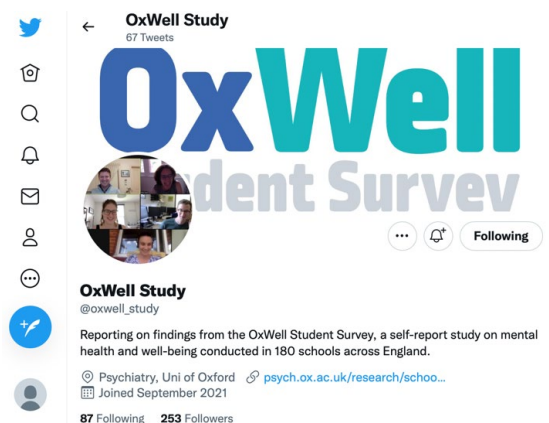 OxWell Study
67 Tweets
OxWell
dent Survey
Following
OxWell Study
@oxwell_study
Reporting on findings from the OxWell Student Survey, a self-report study on mental
health and well-being conducted in 180 schools across England.
Psychiatry, Uni of Oxford psych.ox.ac.uk/research/schoo...
Joined September 2021
87 Following 253 Followers